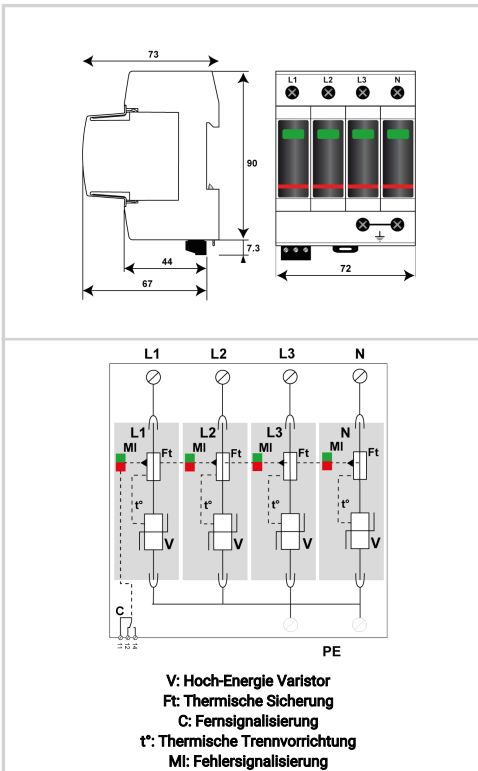 73
L1 L2 L3 N
90
7.3
44
67
72
L1 L2 L3 N
L1 L2 L3 N
MI MI MI MI
Ft Ft Ft Ft
t° t° t° t°
V V V V
C
11 12 14
PE
V: Hoch-Energie Varistor
Ft: Thermische Sicherung
C: Fernsignalisierung
t°: Thermische Trennvorrichtung
MI: Fehlersignalisierung